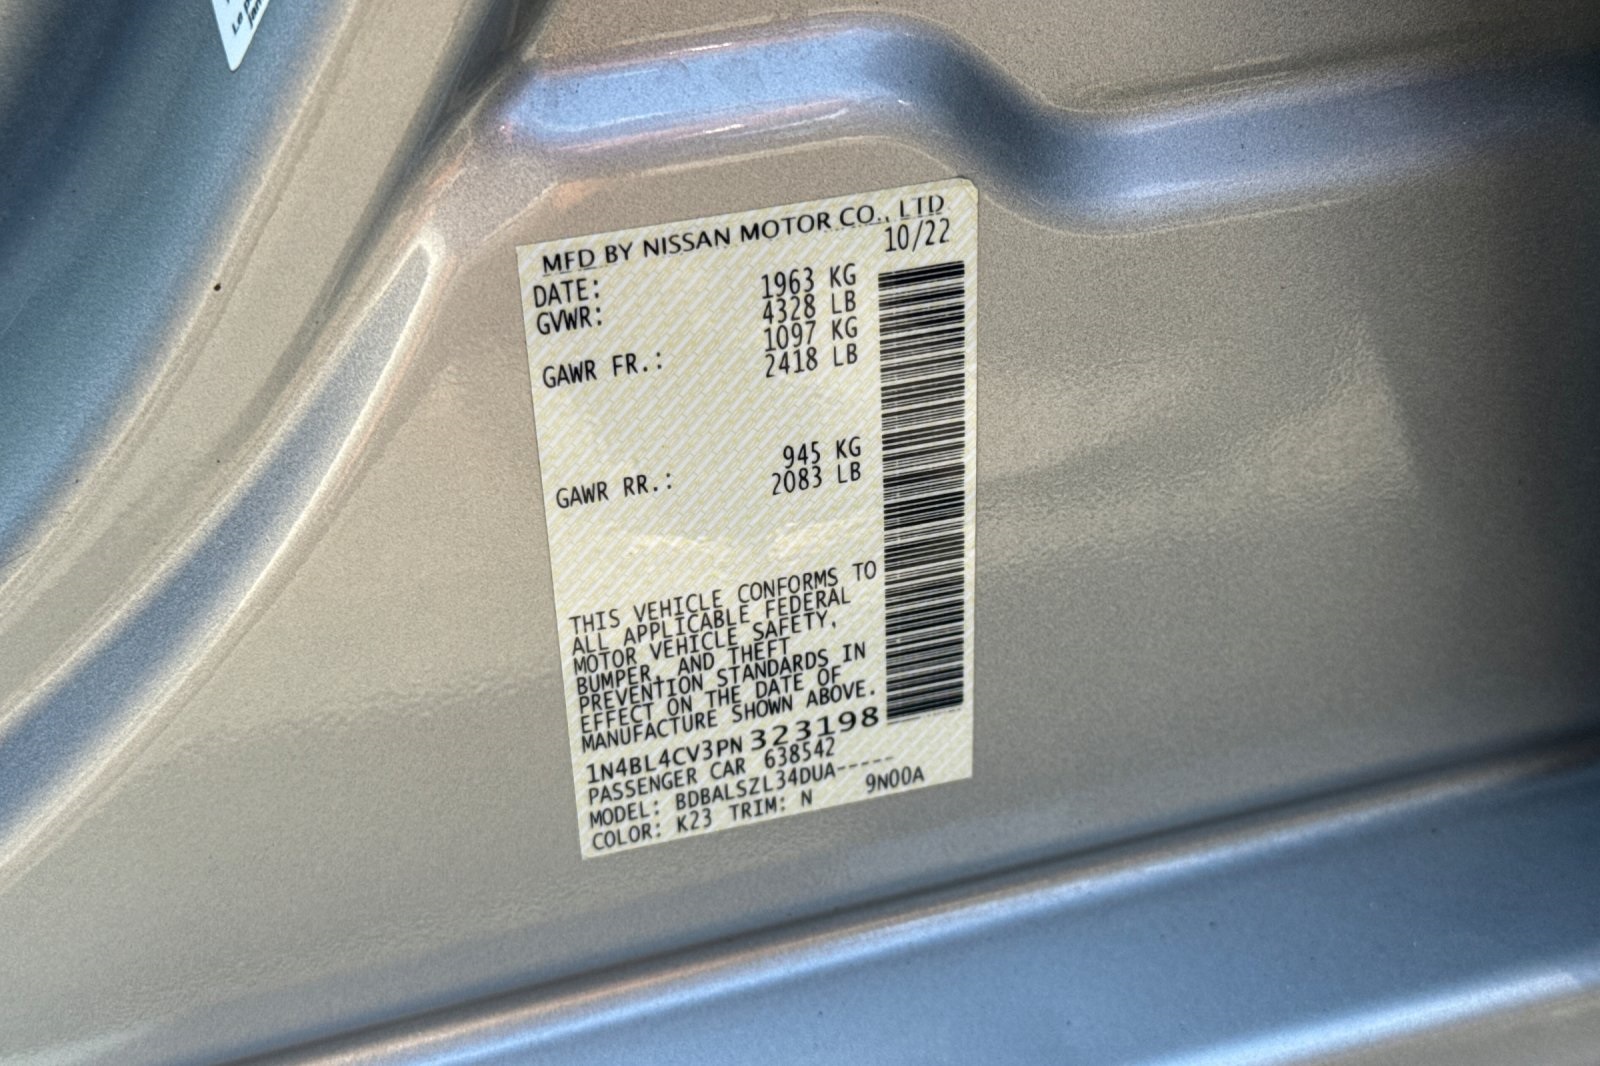 MFD BY NISSAN MOTOR CO., LTD
DATE: 10/22
GVWR: 1963 KG
4328 LB
GAWR FR.: 1097 KG
2418 LB
GAWR RR.: 945 KG
2083 LB
THIS VEHICLE CONFORMS TO
ALL APPLICABLE FEDERAL
MOTOR VEHICLE SAFETY,
BUMPER, AND THEFT
PREVENTION STANDARDS IN
EFFECT ON THE DATE OF
MANUFACTURE SHOWN ABOVE.
1N4BL4CV3PN323198
PASSENGER CAR 638542
MODEL: BDBALSZL34DUA-----
COLOR: K23 TRIM: N 9N00A